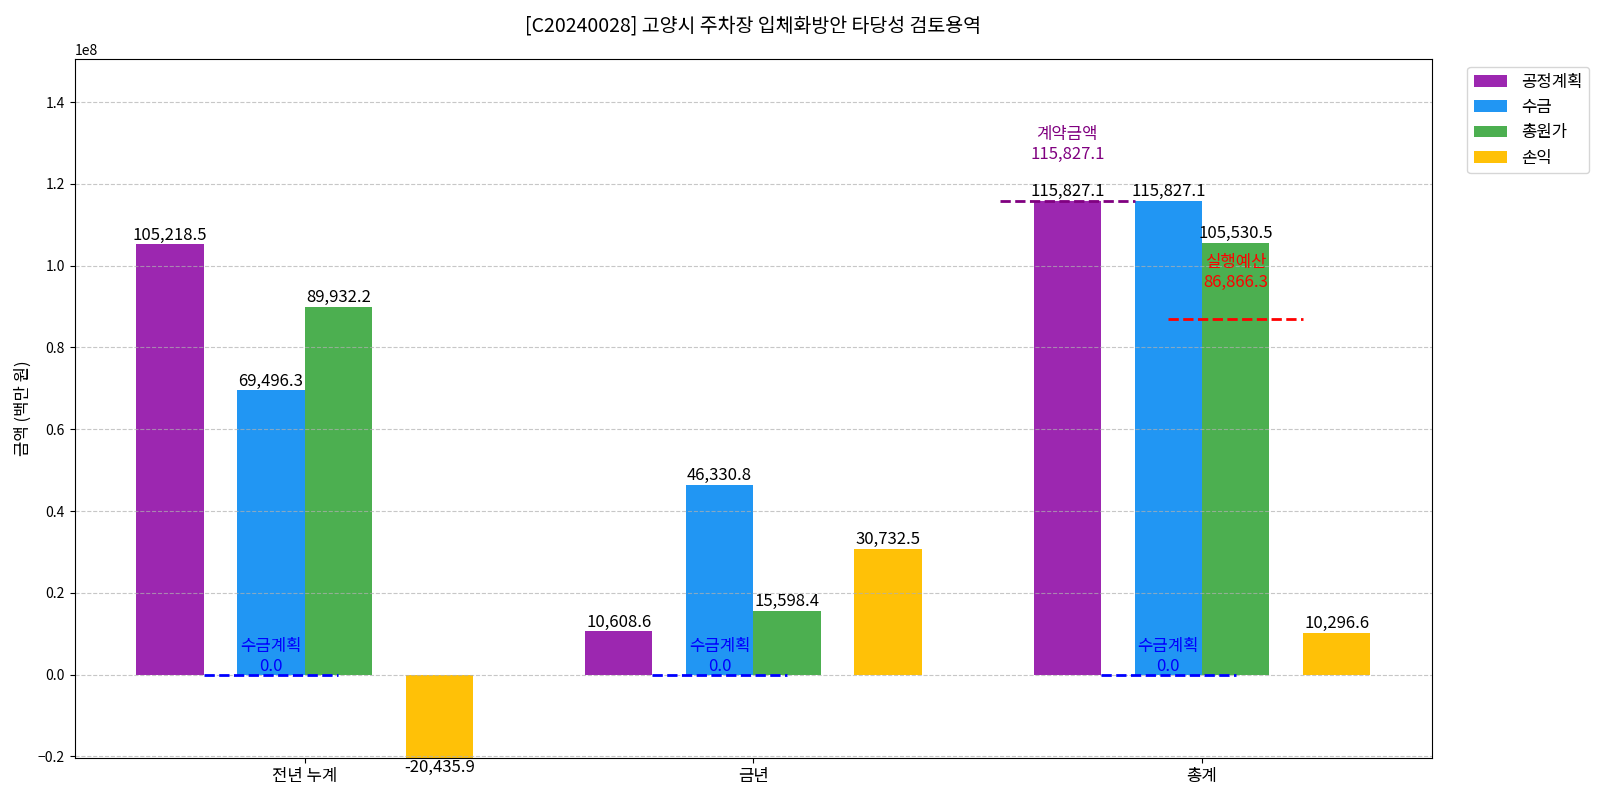 [C20240028] 고양시 주차장 입체화방안 타당성 검토용역
1e8
금액 (백만 원)
1.4
1.2
1.0
0.8
0.6
0.4
0.2
0.0
−0.2
105,218.5
69,496.3
89,932.2
-20,435.9
수금계획
0.0
10,608.6
46,330.8
15,598.4
30,732.5
수금계획
0.0
계약금액
115,827.1
115,827.1
115,827.1
105,530.5
실행예산
86,866.3
10,296.6
수금계획
0.0
전년 누계
금년
총계
공정계획
수금
총원가
손익